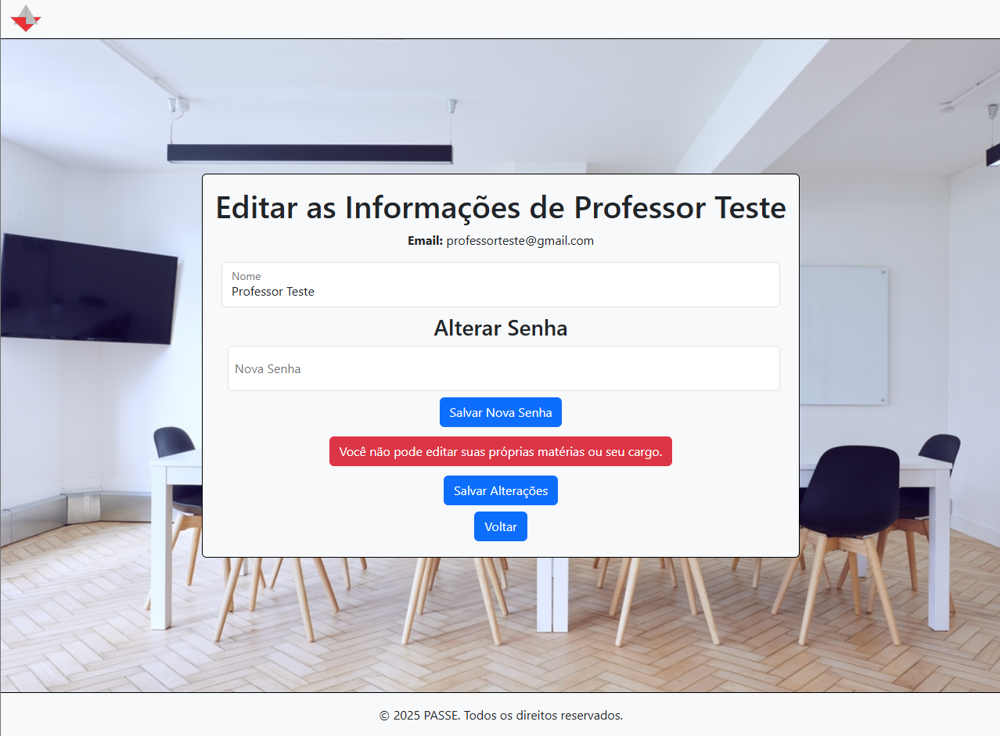 Editar as Informações de Professor Teste
Email: professorteste@gmail.com
Nome
Professor Teste
Alterar Senha
Nova Senha
Salvar Nova Senha
Você não pode editar suas próprias matérias ou seu cargo.
Salvar Alterações
Voltar
© 2025 PASSE. Todos os direitos reservados.